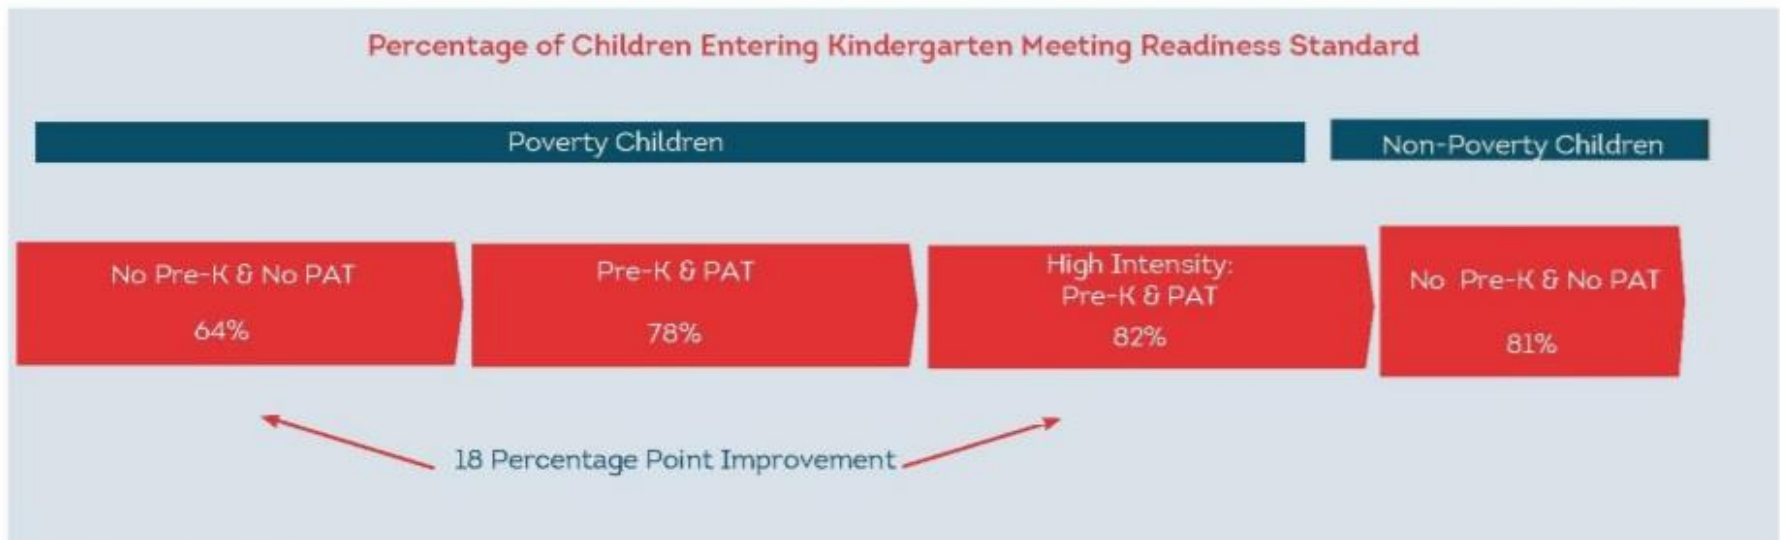 Percentage of Children Entering Kindergarten Meeting Readiness Standard
Poverty Children
Non-Poverty Children
No Pre-K & No PAT
64%
Pre-K & PAT
78%
High Intensity:
Pre-K & PAT
82%
No Pre-K & No PAT
81%
18 Percentage Point Improvement